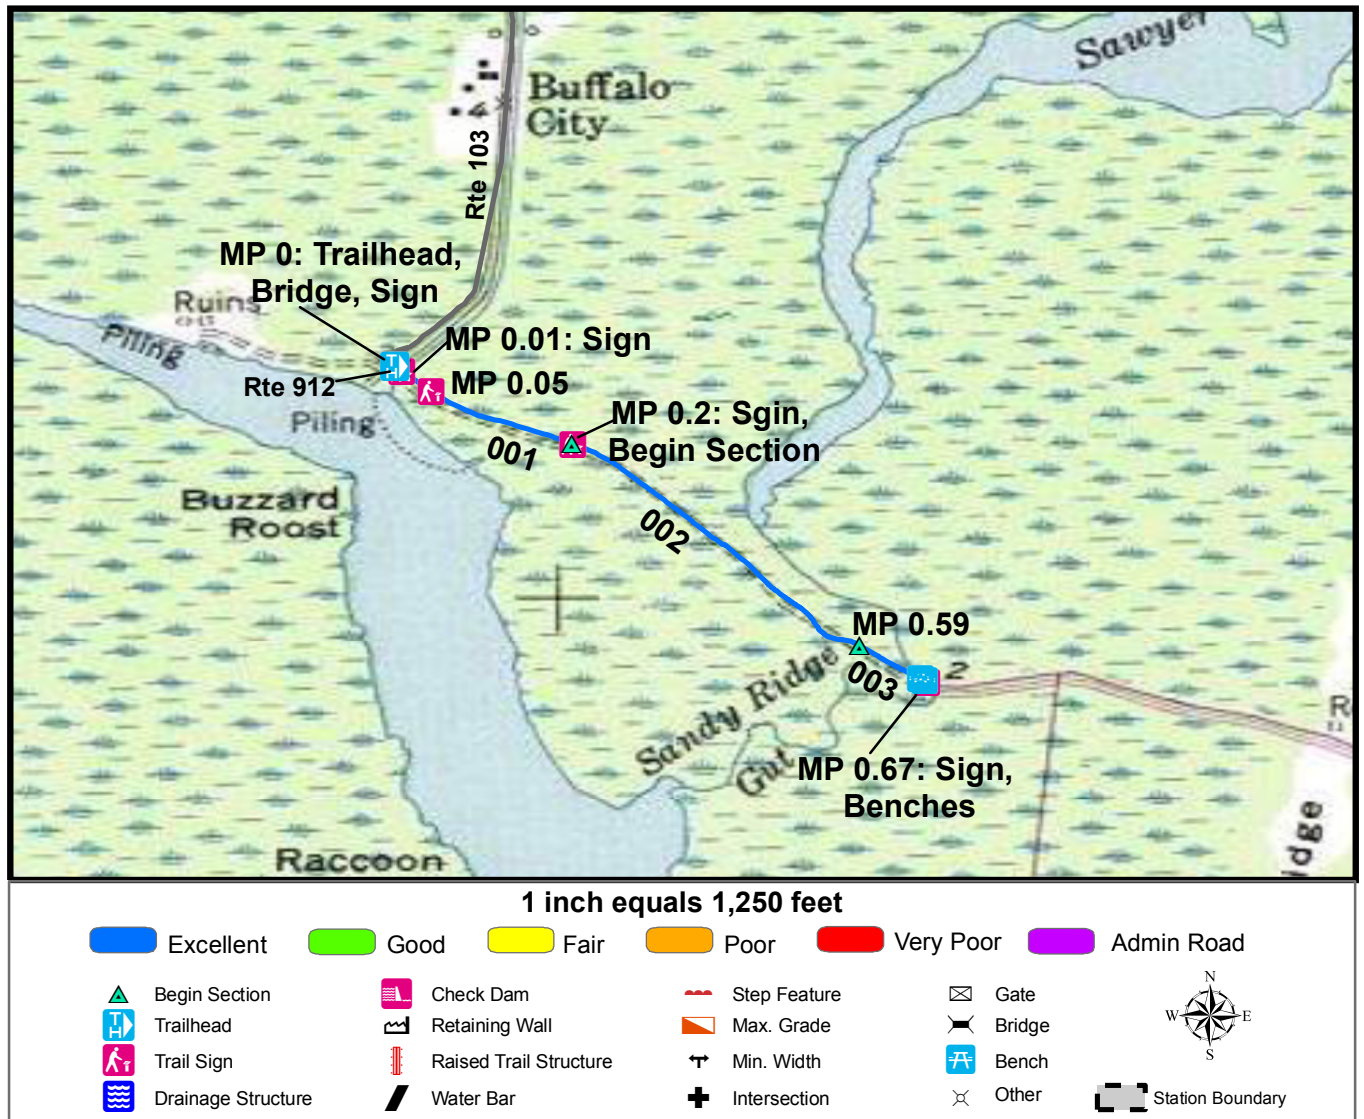 Sawyer
Buffalo
City
Rte 103
MP 0: Trailhead,
Bridge, Sign
Ruins
Piling
MP 0.01: Sign
Rte 912
MP 0.05
Piling
MP 0.2: Sgin,
Begin Section
001
Buzzard
Roost
002
MP 0.59
003
2
Sandy Ridge
Gut
MP 0.67: Sign,
Benches
R
idge
Raccoon
1 inch equals 1,250 feet
Excellent Good Fair Poor Very Poor Admin Road
Begin Section Check Dam Step Feature Gate
Trailhead Retaining Wall Max. Grade Bridge
Trail Sign Raised Trail Structure Min. Width Bench
Drainage Structure Water Bar Intersection Other Station Boundary
N
W E
S
TH